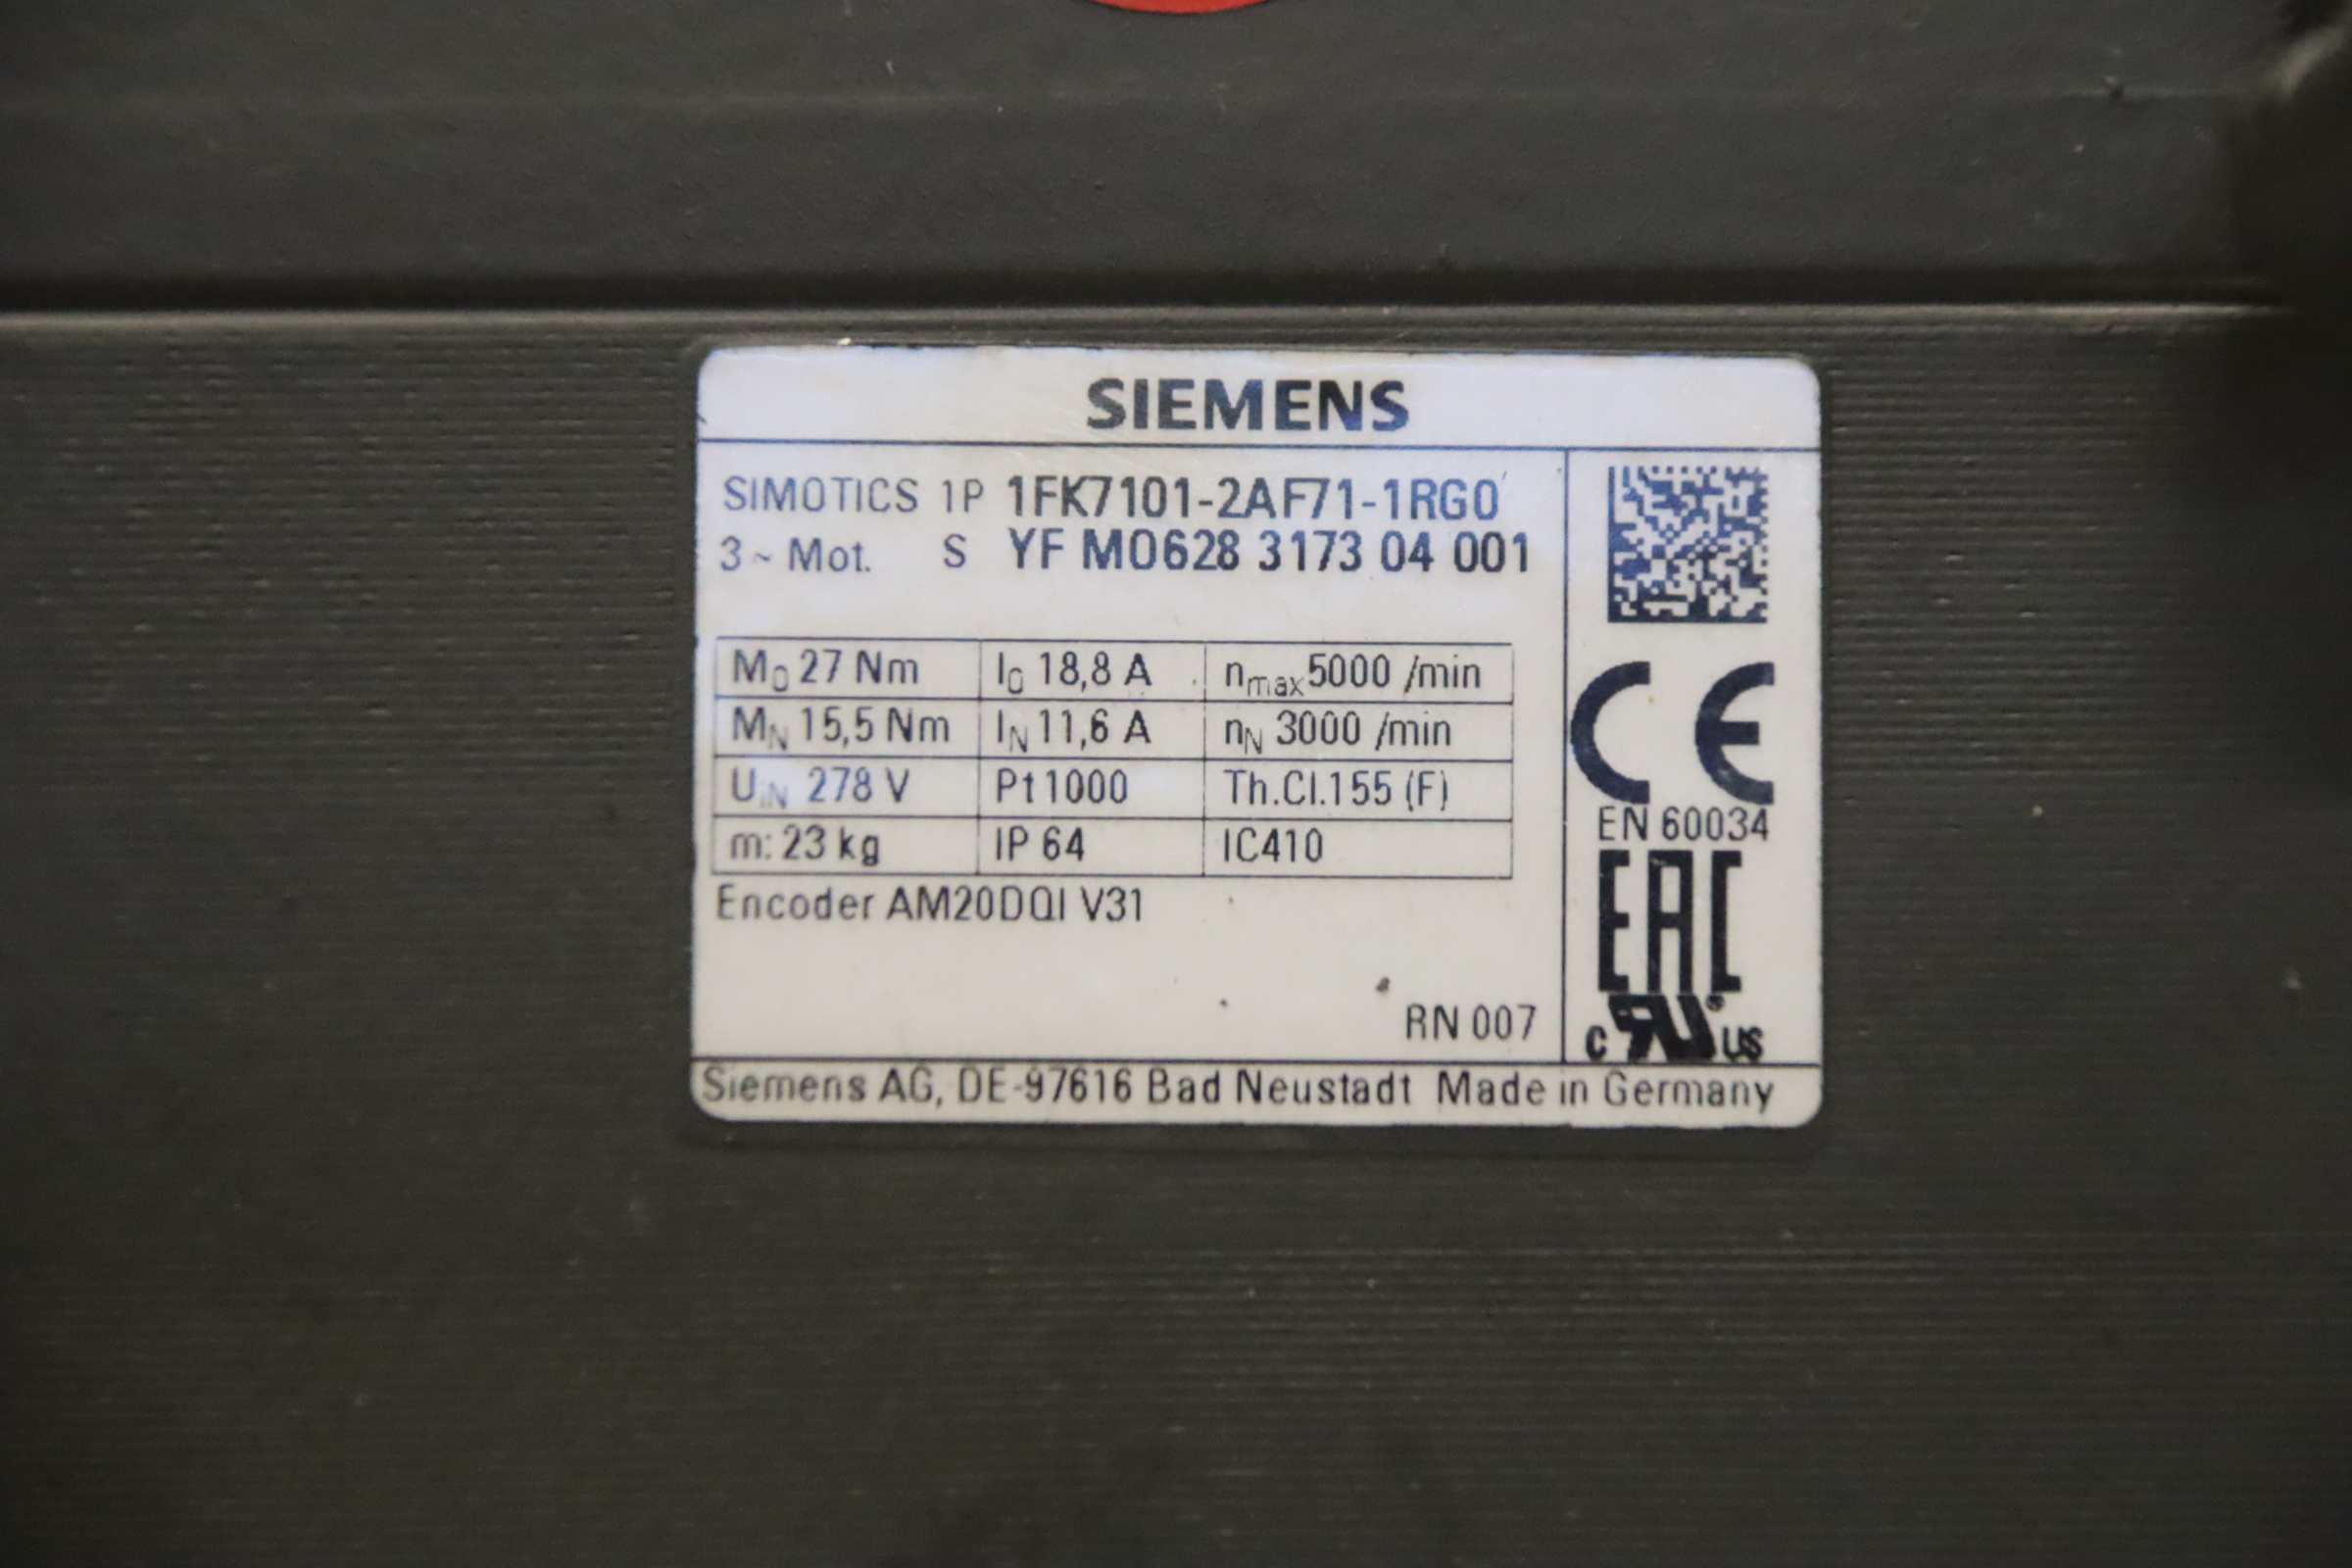 SIEMENS
SIMOTICS 1P 1FK7101-2AF71-1RG0
3 ~ Mot. S YF M0628 3173 04 001
M0 27 Nm I0 18,8 A nmax 5000 /min
MN 15,5 Nm IN 11,6 A nN 3000 /min
UIN 278 V Pt1000 Th.Cl.155 (F)
m: 23 kg IP 64 IC410
Encoder AM20DQI V31
RN 007
CE
EN 60034
EAC
c RU ® US
Siemens AG, DE-97616 Bad Neustadt Made in Germany